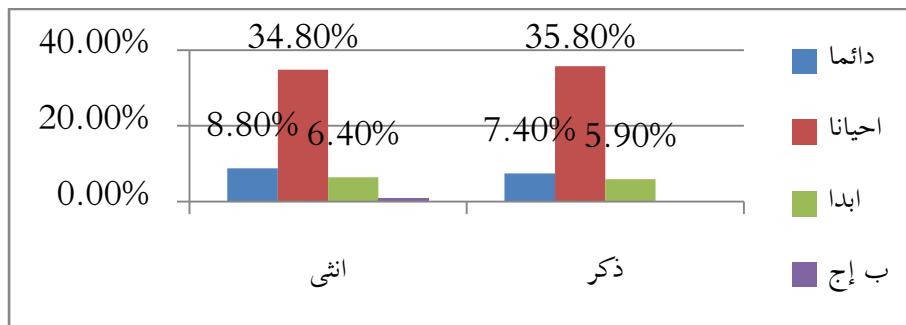 40.00%
20.00%
0.00%
34.80%
35.80%
8.80%
6.40%
7.40%
5.90%
انثى
ذكر
دائما
احيانا
ابدا
ب إج